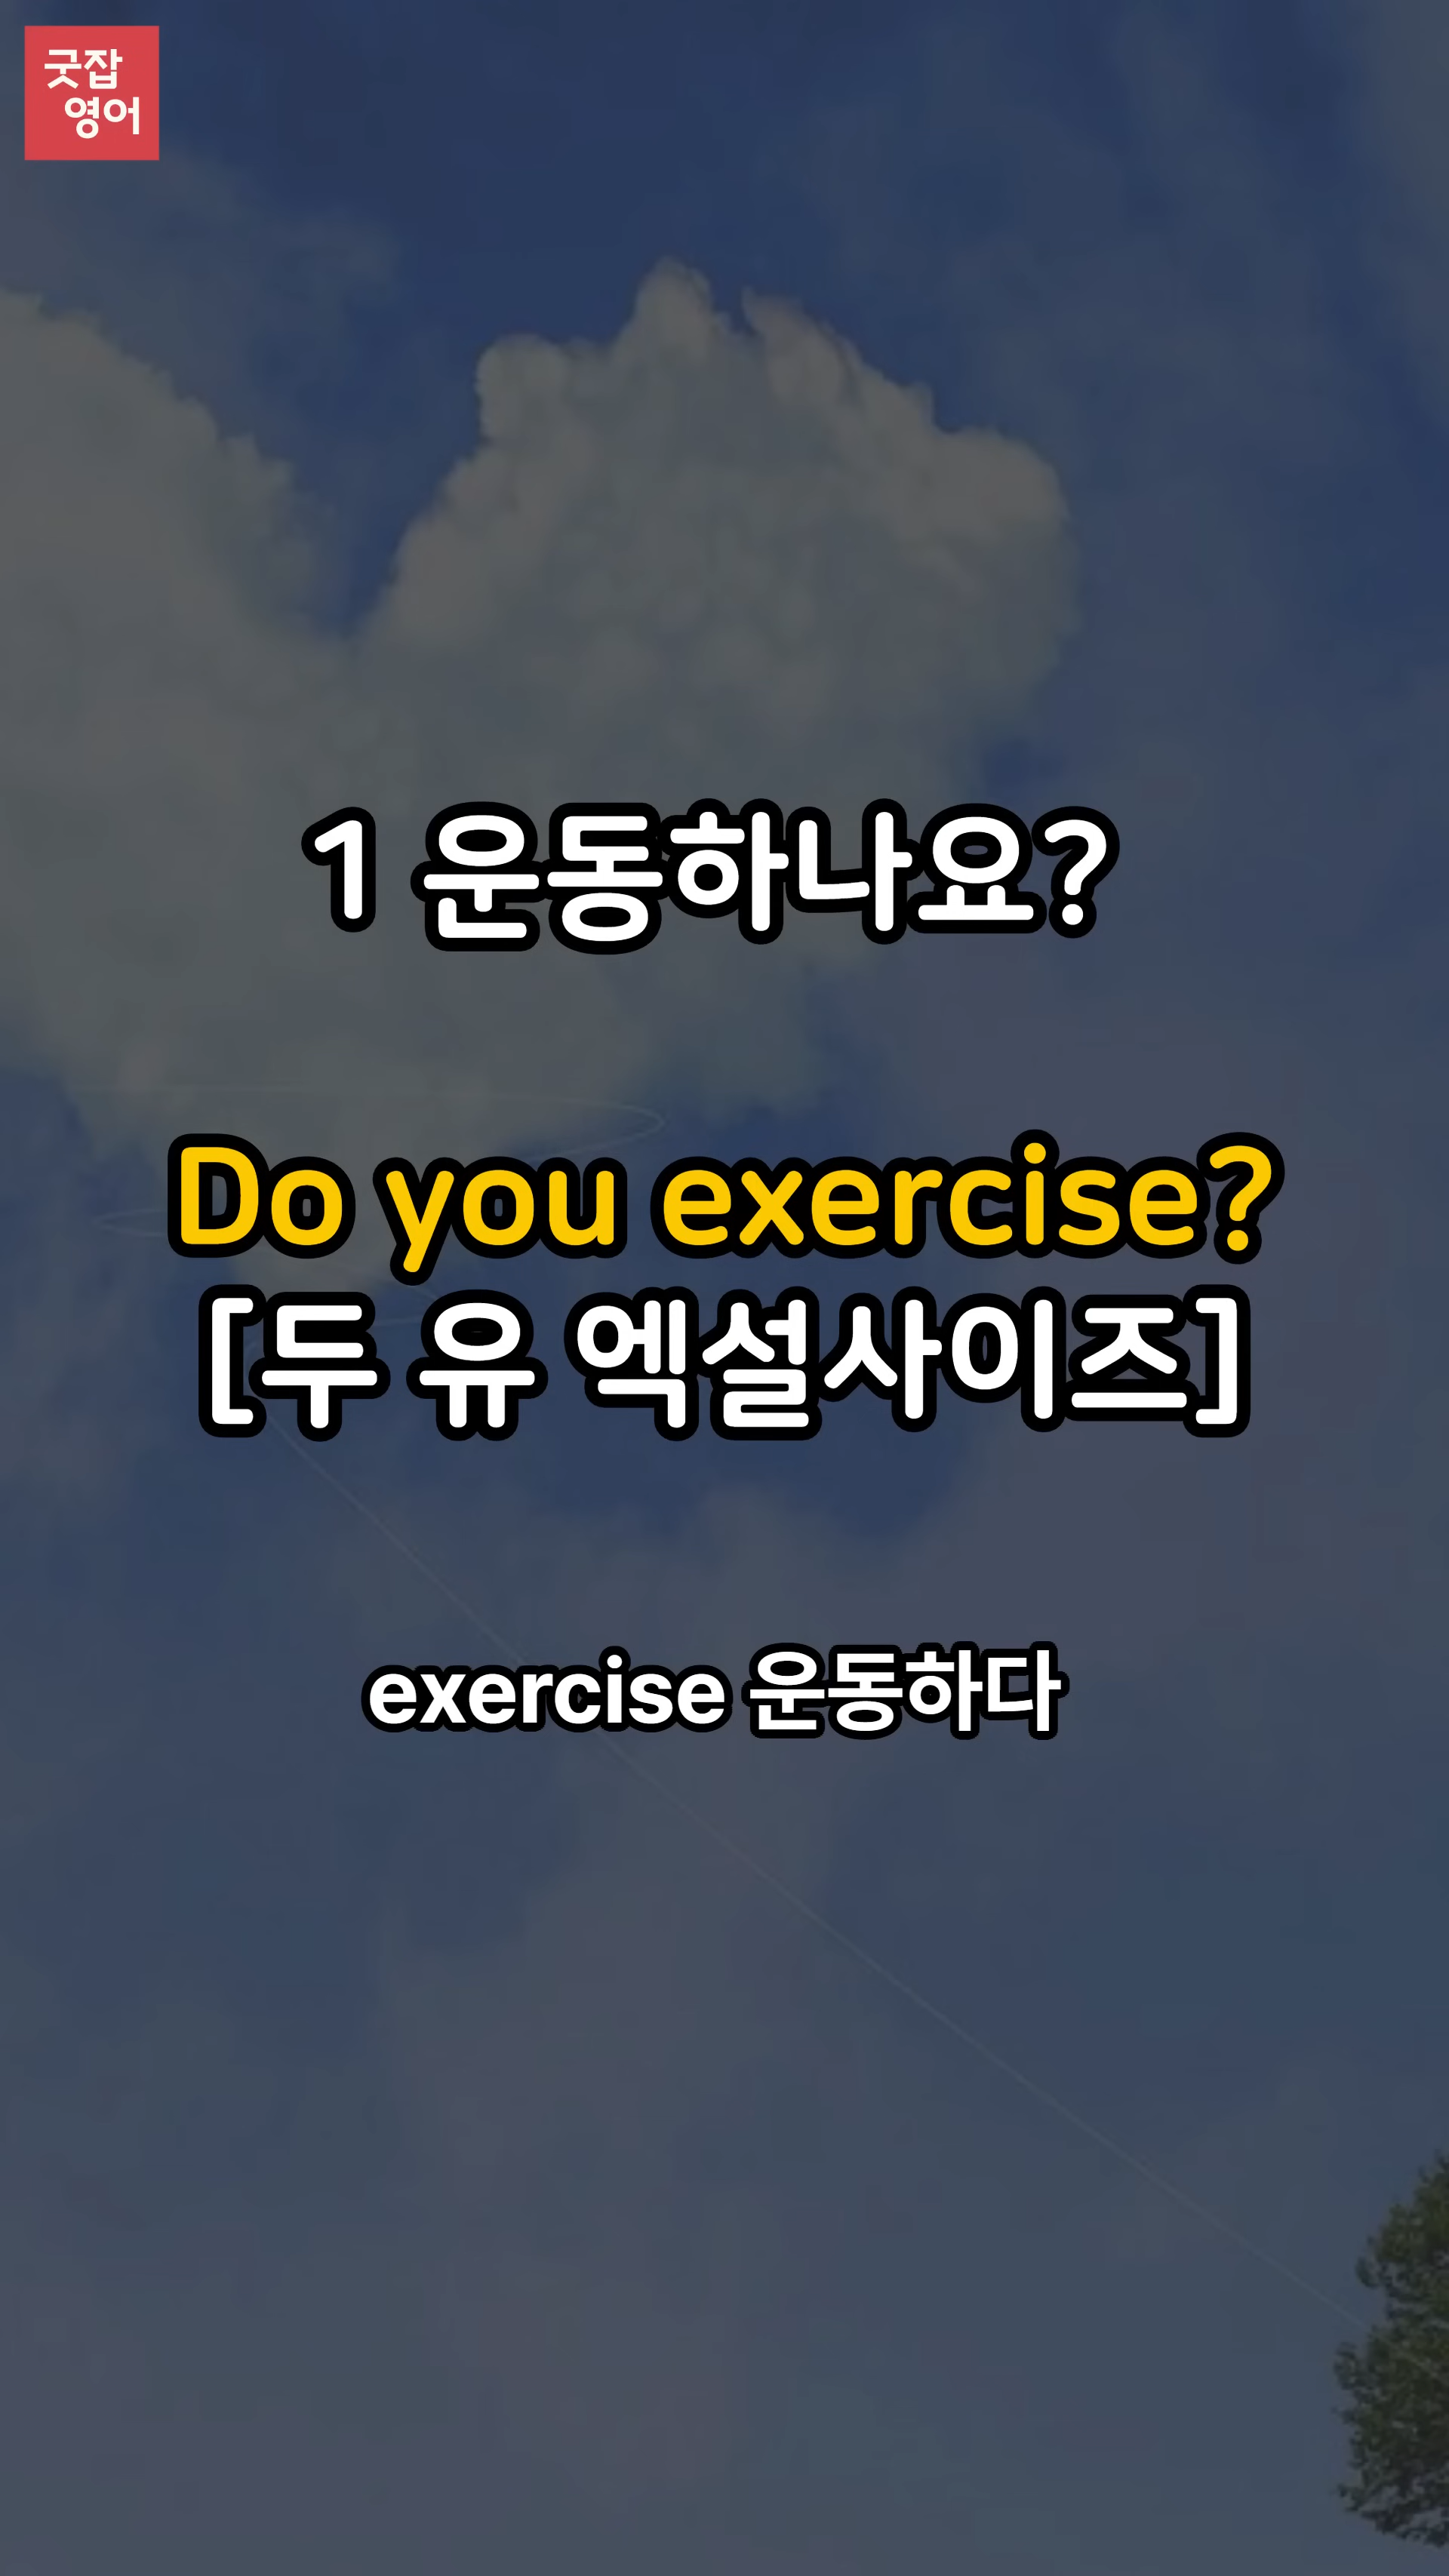 굿잡
영어
1 운동하나요?
Do you exercise?
[두 유 엑설사이즈]
exercise 운동하다